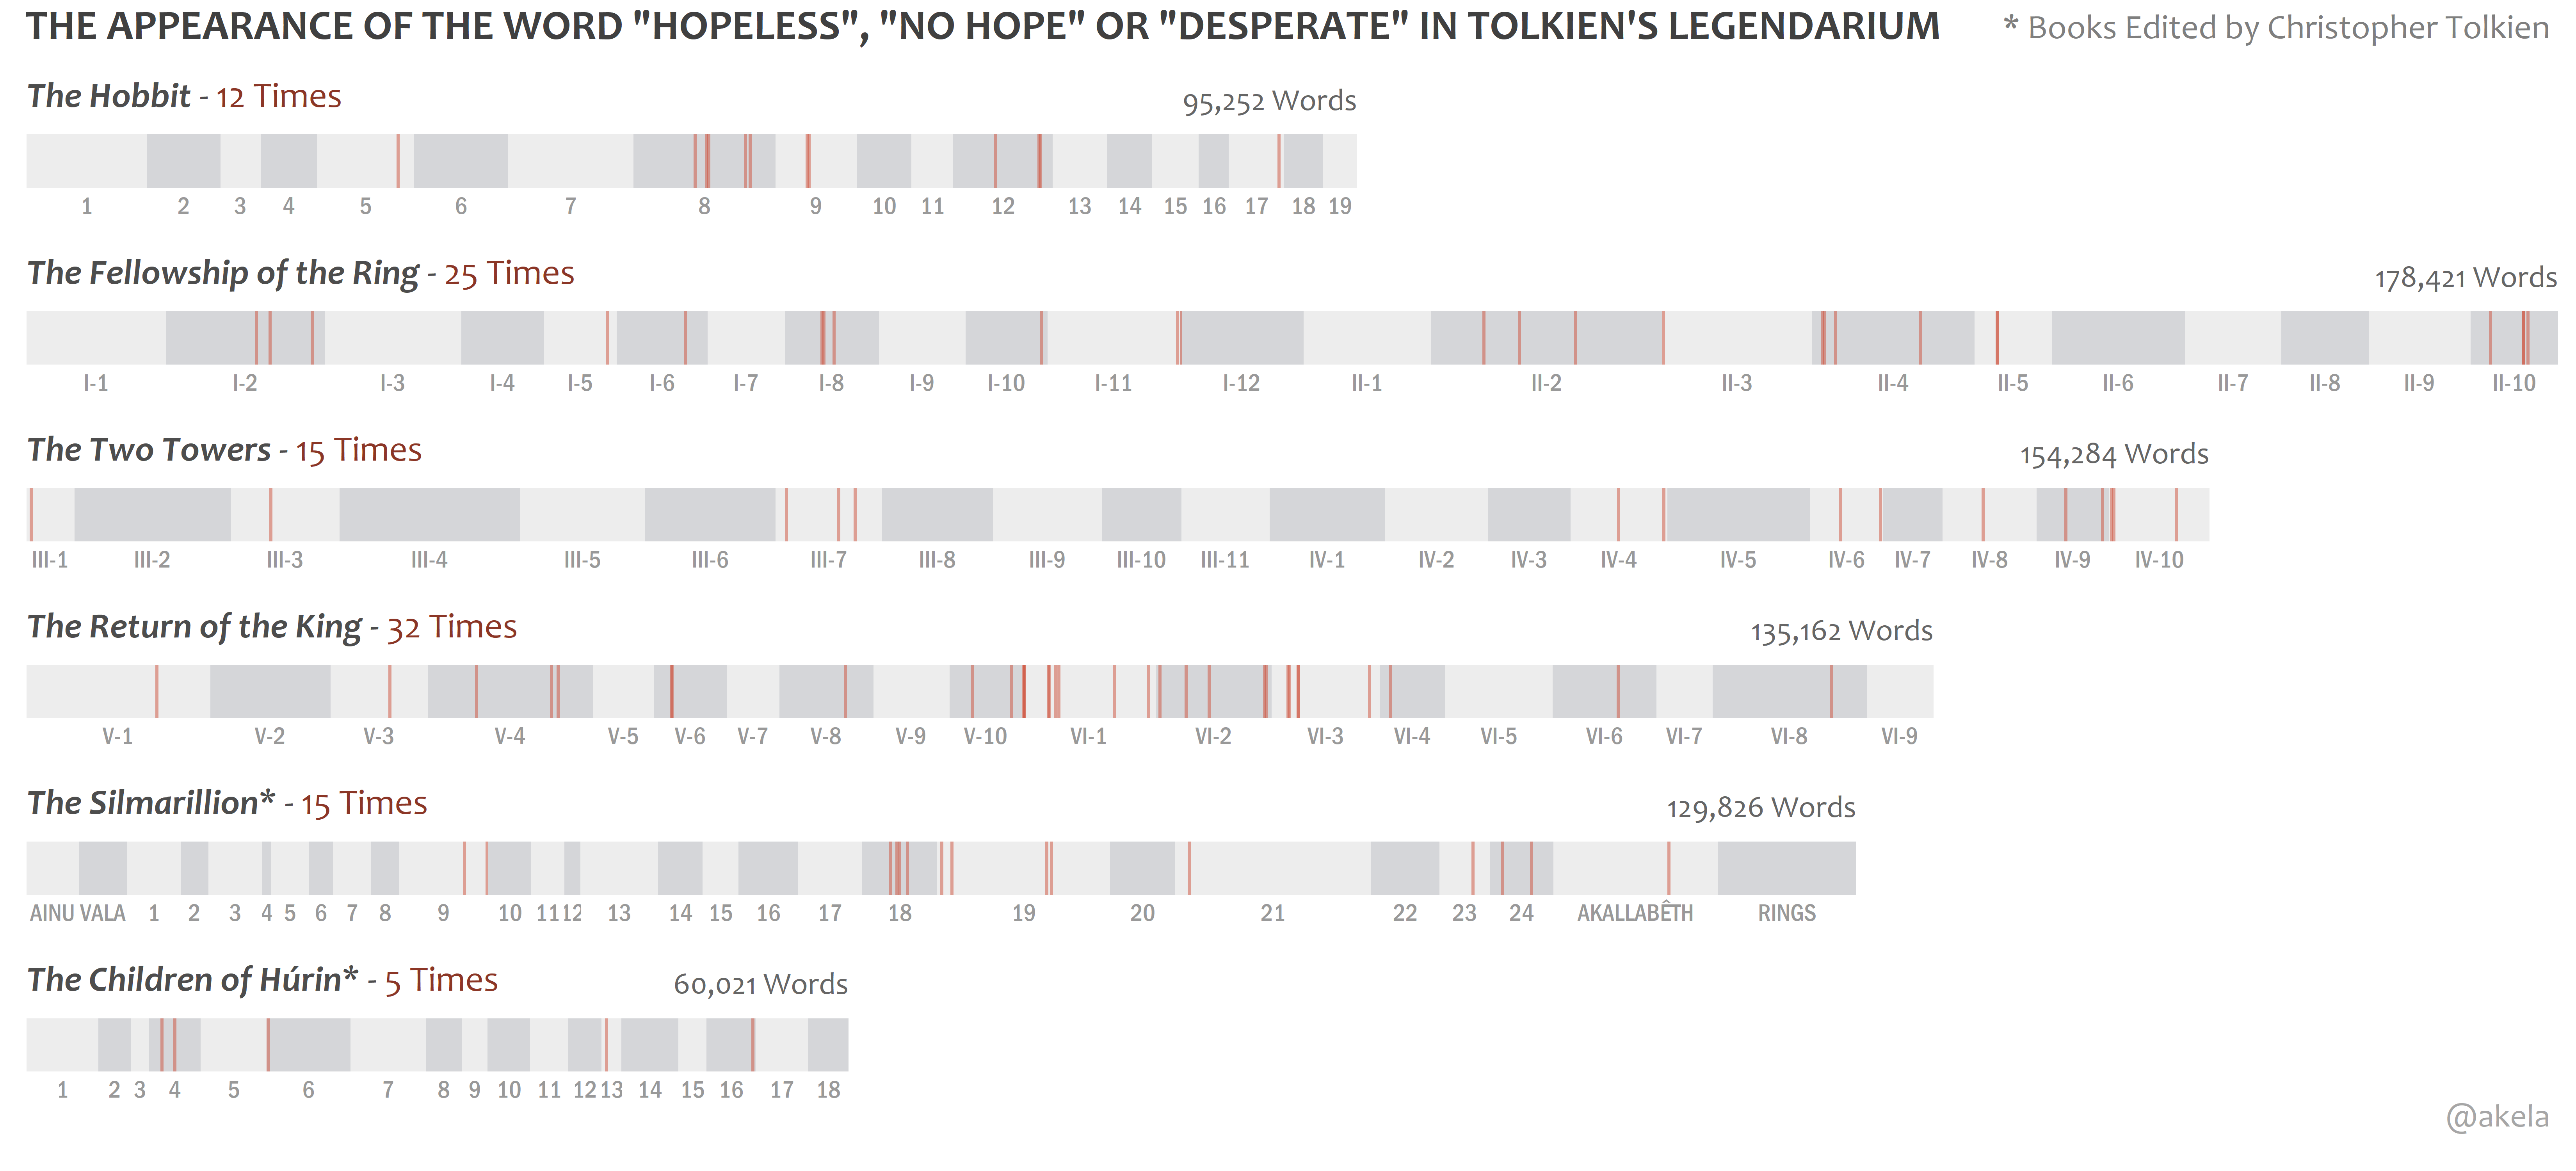 THE APPEARANCE OF THE WORD "HOPELESS", "NO HOPE" OR "DESPERATE" IN TOLKIEN'S LEGENDARIUM * Books Edited by Christopher Tolkien
The Hobbit - 12 Times 95,252 Words
1 2 3 4 5 6 7 8 9 10 11 12 13 14 15 16 17 18 19
The Fellowship of the Ring - 25 Times 178,421 Words
I-1 I-2 I-3 I-4 I-5 I-6 I-7 I-8 I-9 I-10 I-11 I-12 II-1 II-2 II-3 II-4 II-5 II-6 II-7 II-8 II-9 II-10
The Two Towers - 15 Times 154,284 Words
III-1 III-2 III-3 III-4 III-5 III-6 III-7 III-8 III-9 III-10 III-11 IV-1 IV-2 IV-3 IV-4 IV-5 IV-6 IV-7 IV-8 IV-9 IV-10
The Return of the King - 32 Times 135,162 Words
V-1 V-2 V-3 V-4 V-5 V-6 V-7 V-8 V-9 V-10 VI-1 VI-2 VI-3 VI-4 VI-5 VI-6 VI-7 VI-8 VI-9
The Silmarillion* - 15 Times 129,826 Words
AINU VALA 1 2 3 4 5 6 7 8 9 10 11 12 13 14 15 16 17 18 19 20 21 22 23 24 AKALLABÊTH RINGS
The Children of Húrin* - 5 Times 60,021 Words
1 2 3 4 5 6 7 8 9 10 11 12 13 14 15 16 17 18
@akela